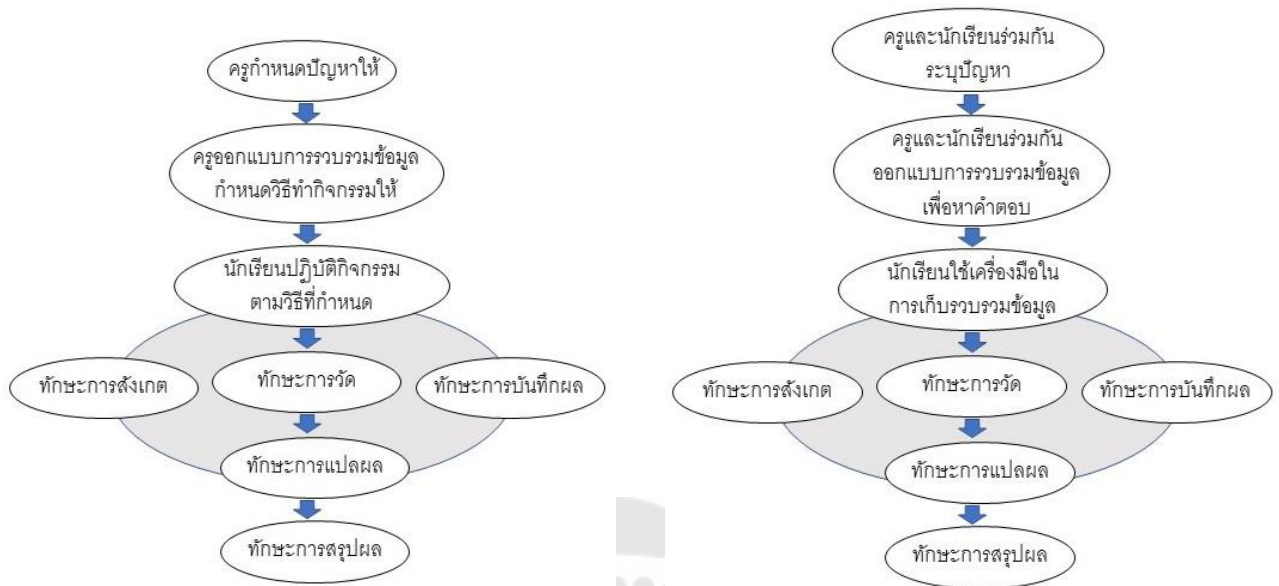 ครูกำหนดปัญหาให้
ครูออกแบบการรวบรวมข้อมูล
กำหนดวิธีทำกิจกรรมให้
นักเรียนปฏิบัติกิจกรรม
ตามวิธีที่กำหนด
ทักษะการสังเกต
ทักษะการวัด
ทักษะการบันทึกผล
ทักษะการแปลผล
ทักษะการสรุปผล
ครูและนักเรียนร่วมกัน
ระบุปัญหา
ครูและนักเรียนร่วมกัน
ออกแบบการรวบรวมข้อมูล
เพื่อหาคำตอบ
นักเรียนใช้เครื่องมือใน
การเก็บรวบรวมข้อมูล
ทักษะการสังเกต
ทักษะการวัด
ทักษะการบันทึกผล
ทักษะการแปลผล
ทักษะการสรุปผล